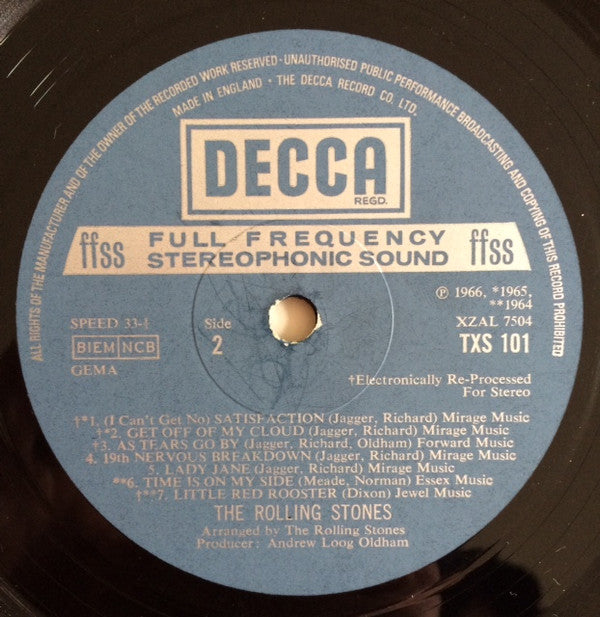 ALL RIGHTS OF THE MANUFACTURER AND OF THE OWNER OF THE RECORDED WORK RESERVED · UNAUTHORISED PUBLIC PERFORMANCE BROADCASTING AND COPYING OF THIS RECORD PROHIBITED
MADE IN ENGLAND · THE DECCA RECORD CO. LTD.
DECCA
REGD.
ffss FULL FREQUENCY STEREOPHONIC SOUND ffss
℗ 1966, *1965,
**1964
SPEED 33-⅓
Side
2
XZAL 7504
BIEM NCB
TXS 101
GEMA
†Electronically Re-Processed
For Stereo
†*1. (I Can't Get No) SATISFACTION (Jagger, Richard) Mirage Music
†*2. GET OFF OF MY CLOUD (Jagger, Richard) Mirage Music
*3. AS TEARS GO BY (Jagger, Richard, Oldham) Forward Music
4. 19th NERVOUS BREAKDOWN (Jagger, Richard) Mirage Music
5. LADY JANE (Jagger, Richard) Mirage Music
**6. TIME IS ON MY SIDE (Meade, Norman) Essex Music
†**7. LITTLE RED ROOSTER (Dixon) Jewel Music
THE ROLLING STONES
Arranged by The Rolling Stones
Producer: Andrew Loog Oldham